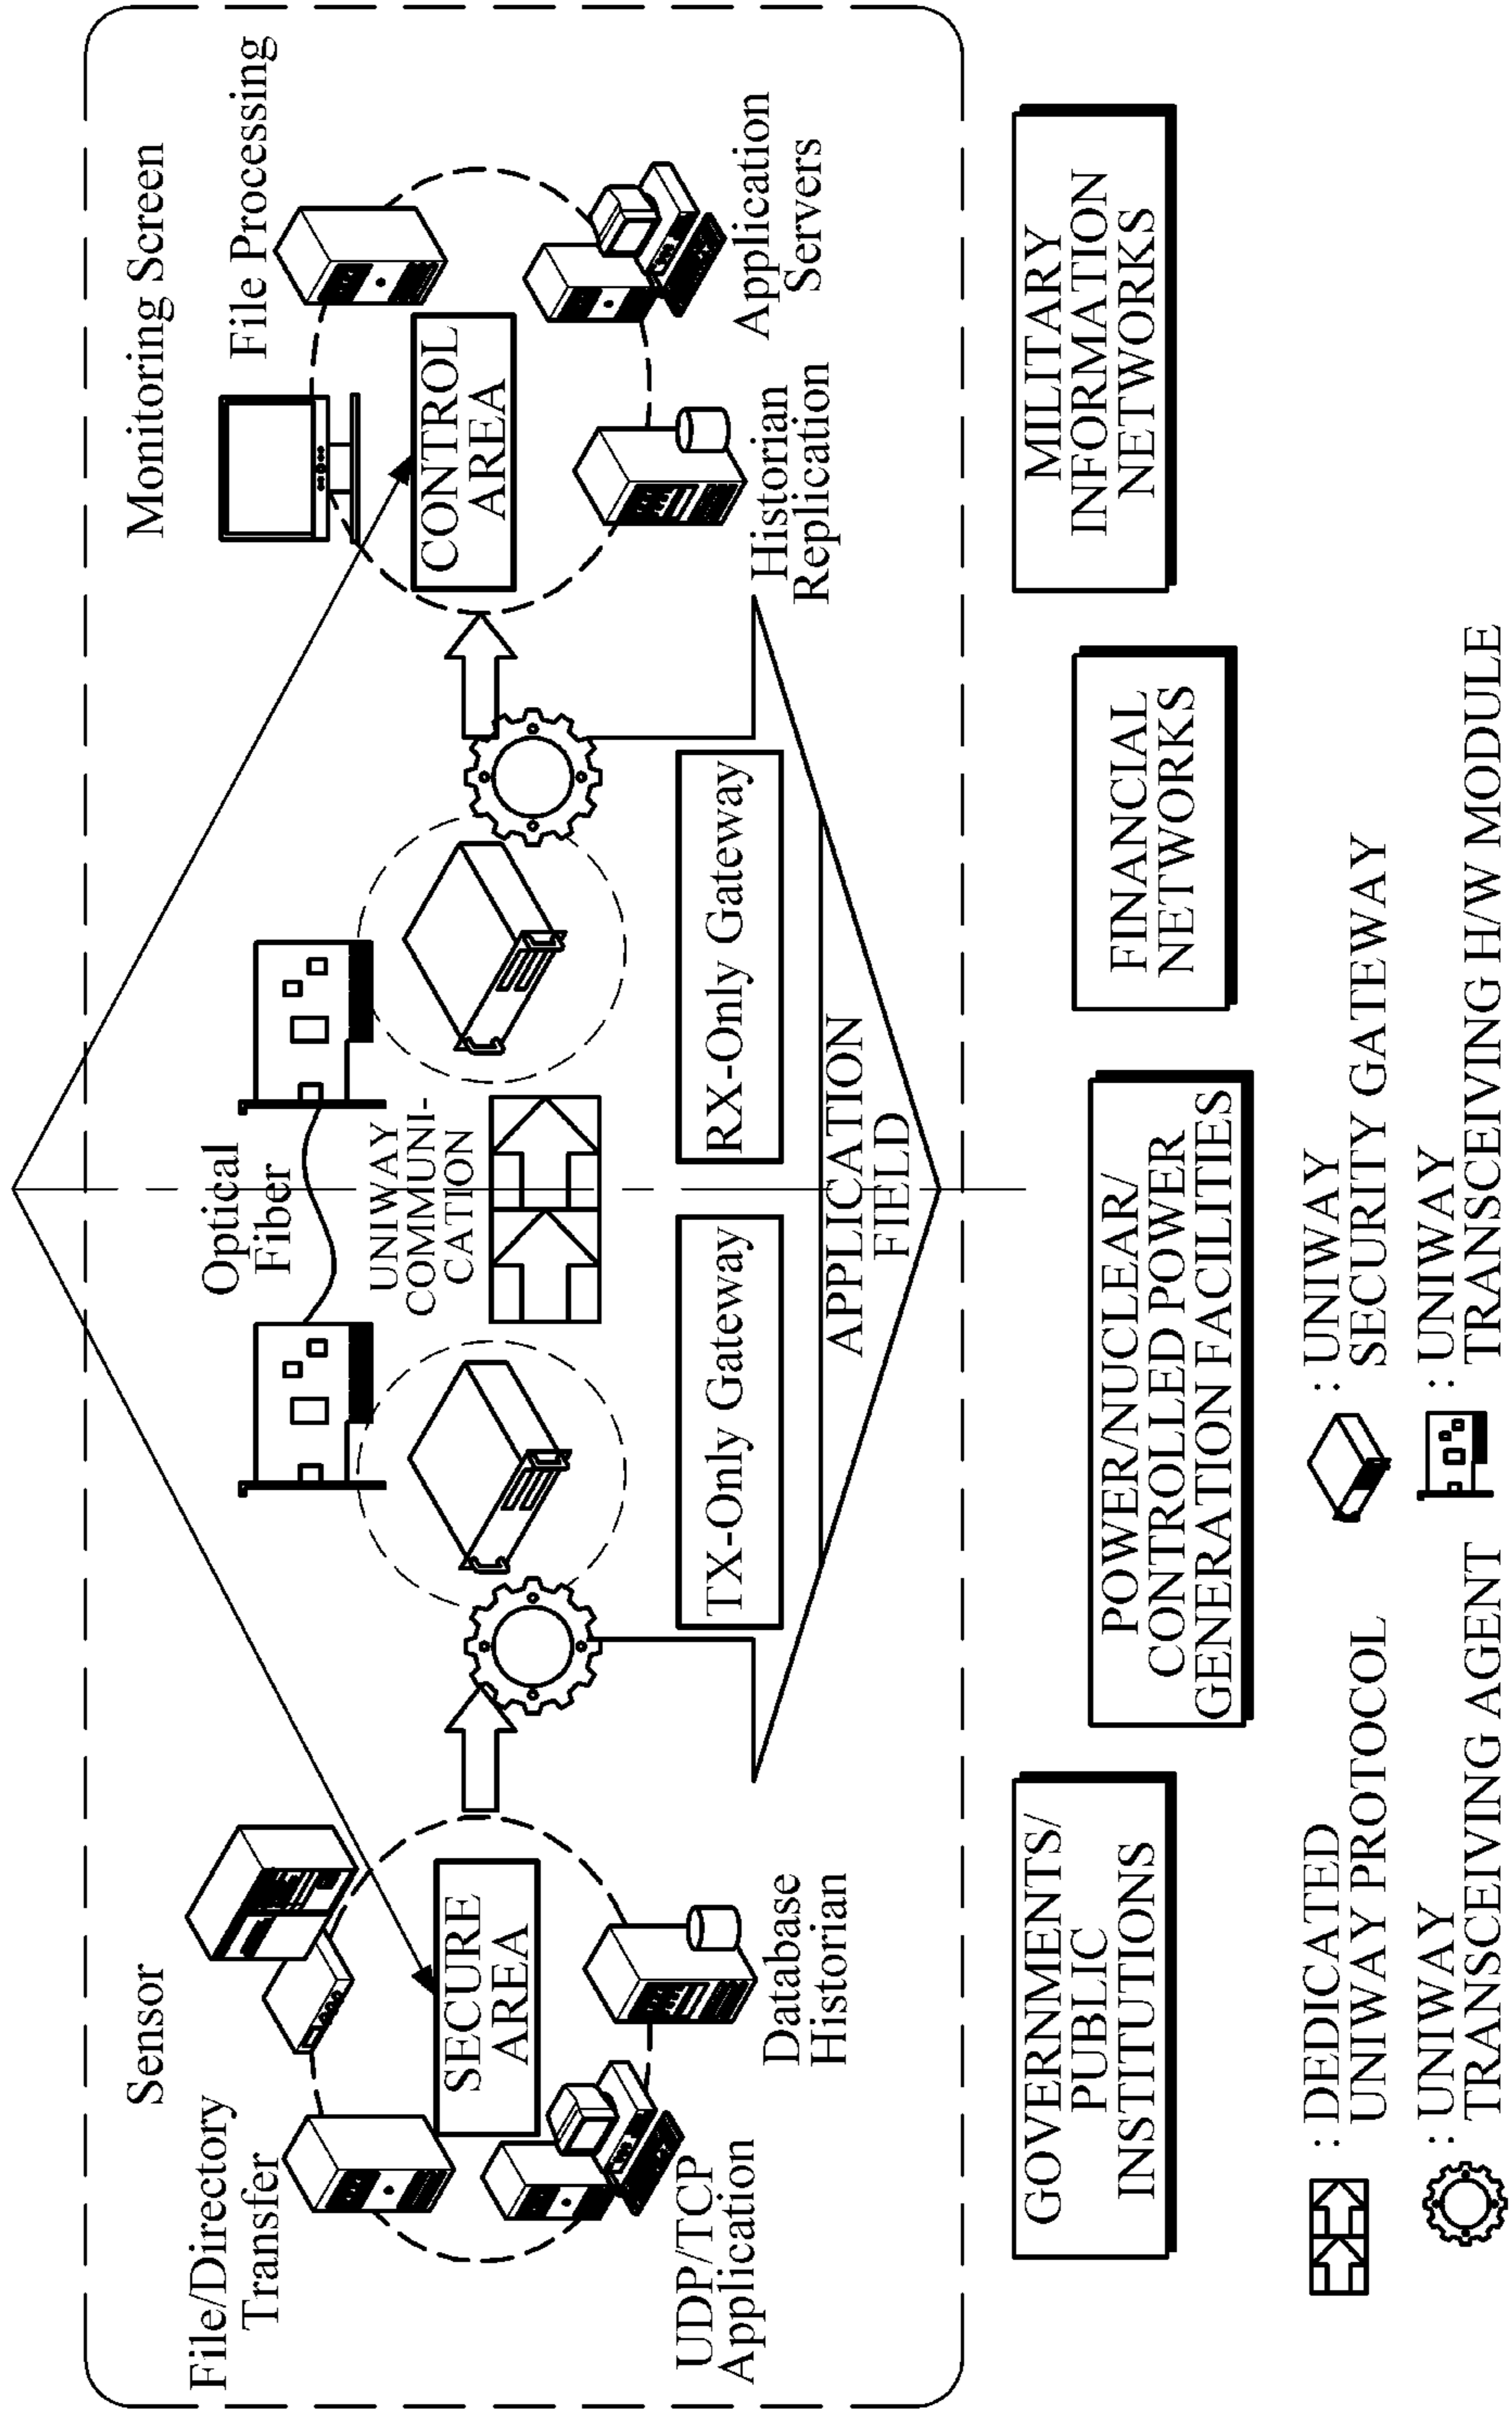 Sensor
File/Directory
Transfer
SECURE
AREA
UDP/TCP
Application
Database
Historian
Optical
Fiber
UNIWAY
COMMUNI-
CATION
TX-Only Gateway
RX-Only Gateway
APPLICATION
FIELD
Monitoring Screen
File Processing
CONTROL
AREA
Historian
Replication
Application
Servers
GOVERNMENTS/
PUBLIC
INSTITUTIONS
POWER/NUCLEAR/
CONTROLLED POWER
GENERATION FACILITIES
FINANCIAL
NETWORKS
MILITARY
INFORMATION
NETWORKS
: DEDICATED
UNIWAY PROTOCOL
: UNIWAY
SECURITY GATEWAY
: UNIWAY
TRANSCEIVING AGENT
: UNIWAY
TRANSCEIVING H/W MODULE